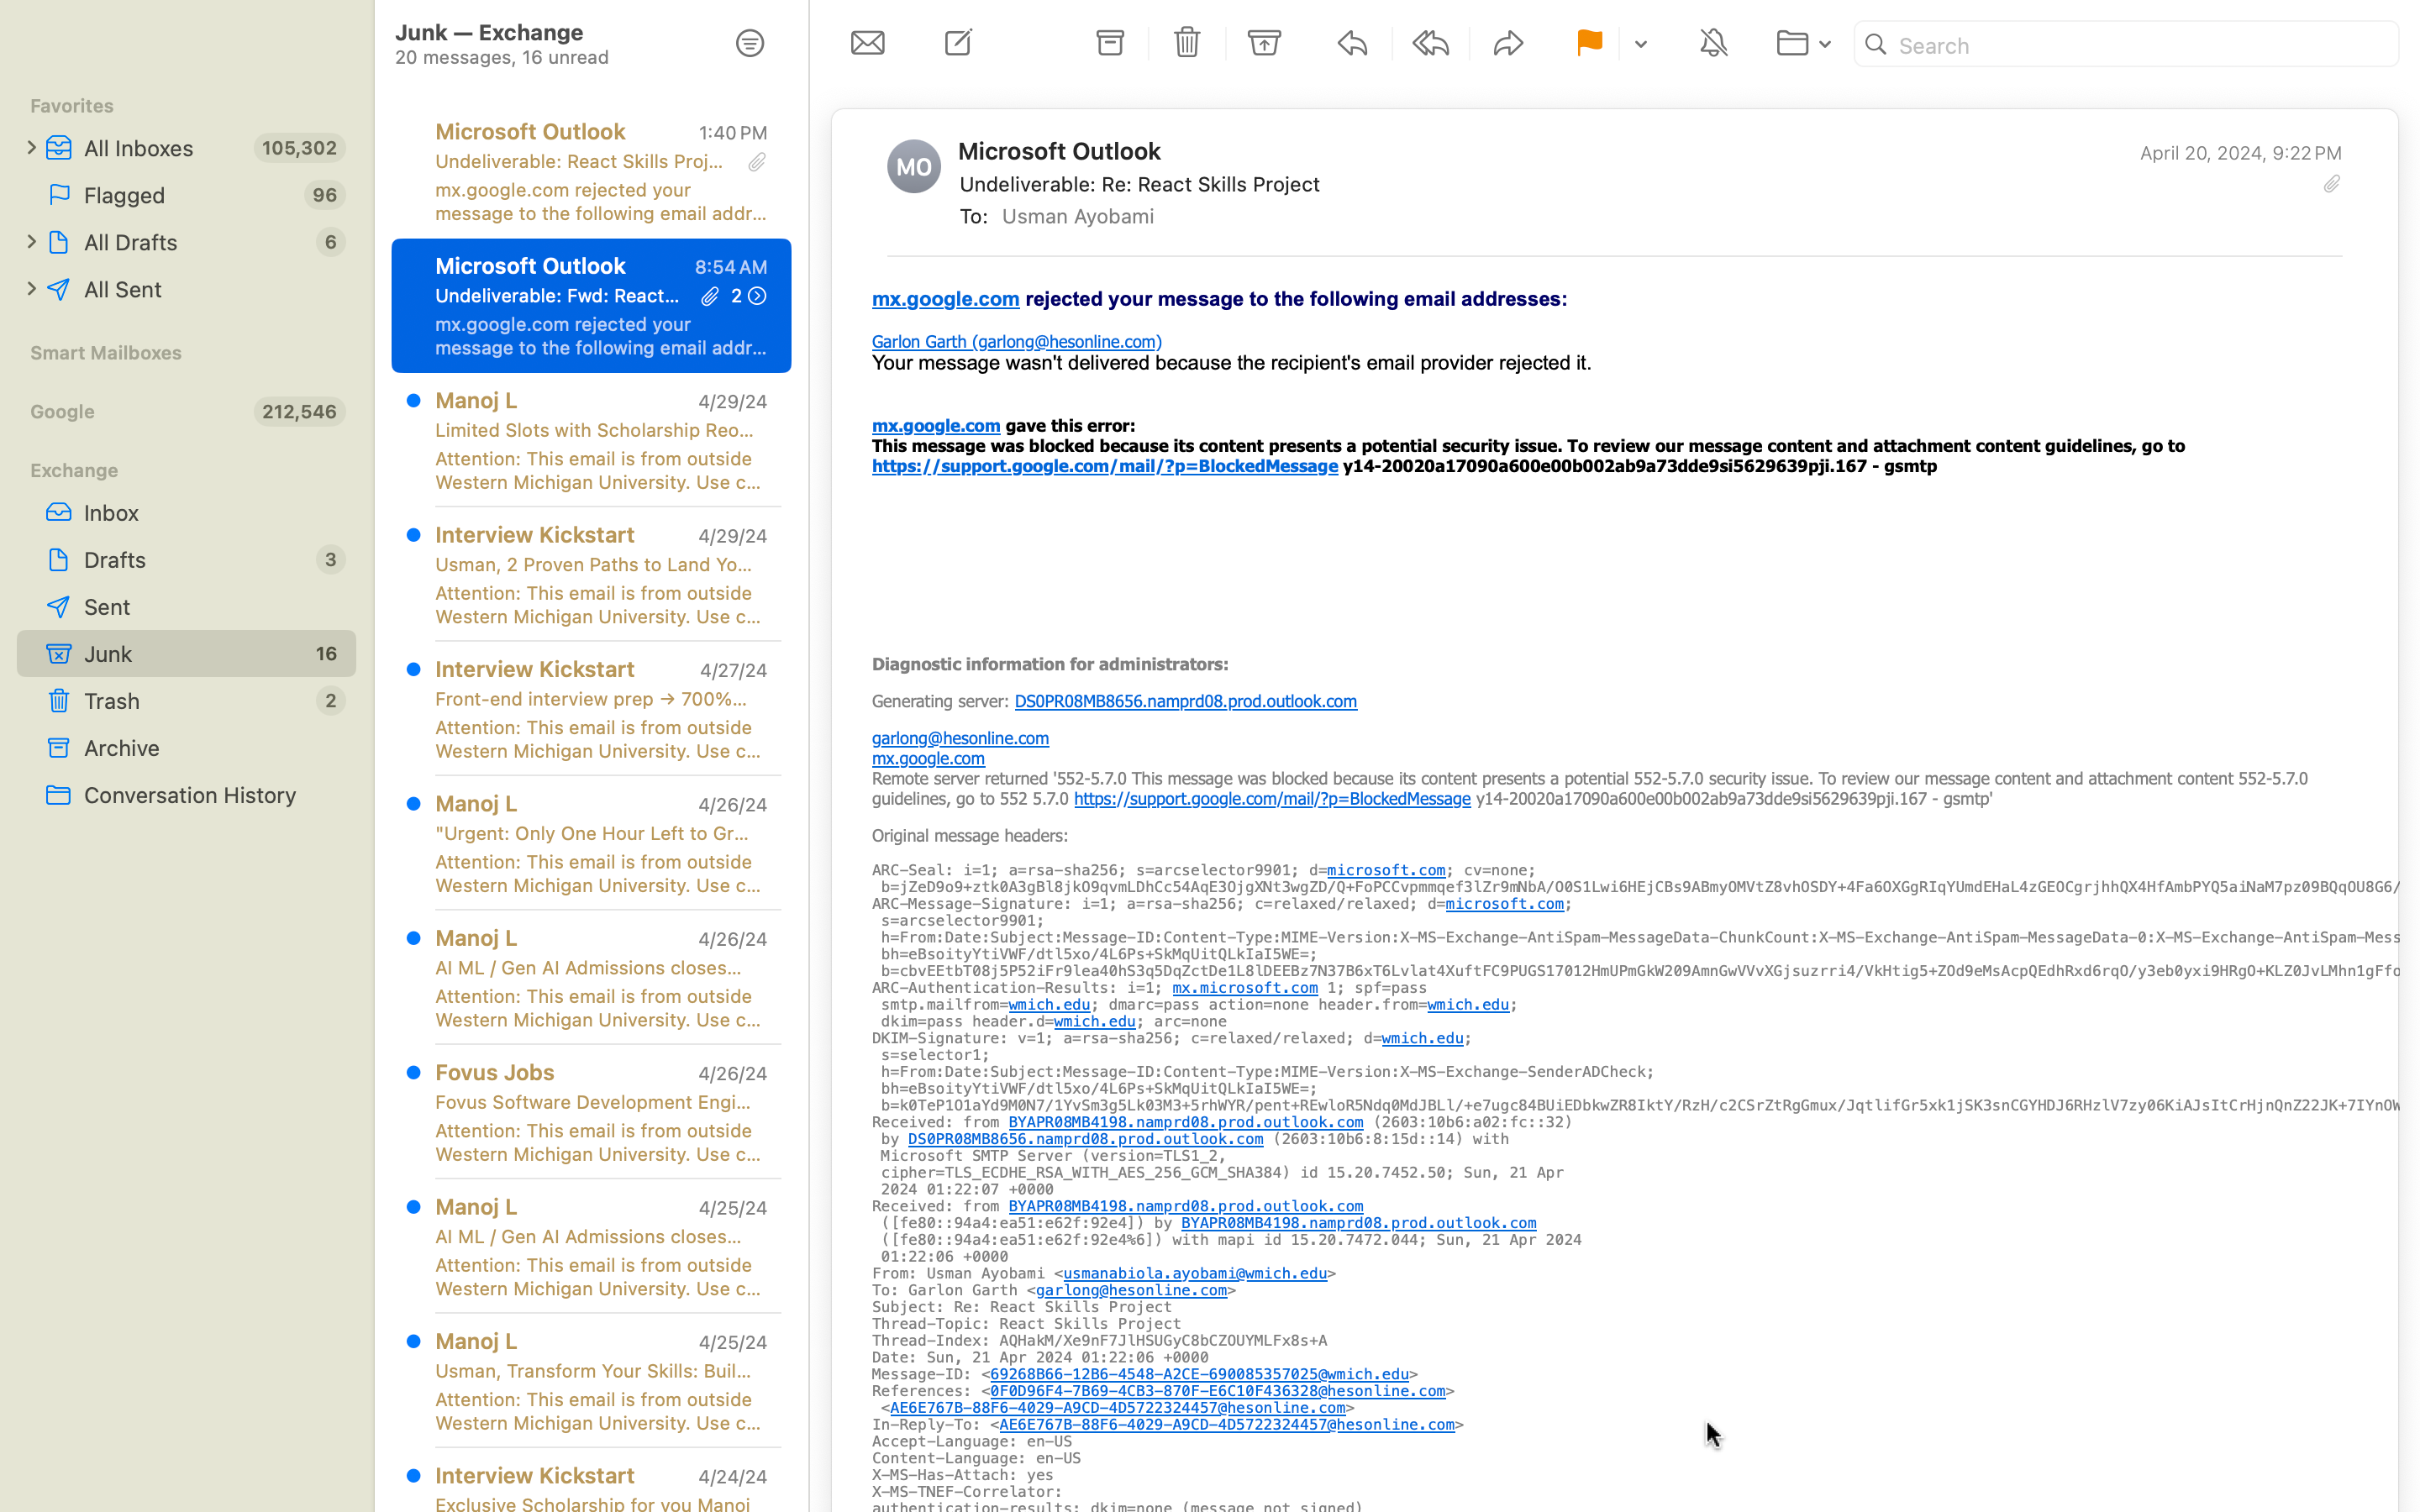 Favorites
All Inboxes 105,302
Flagged 96
All Drafts 6
All Sent
Smart Mailboxes
Google 212,546
Exchange
Inbox
Drafts 3
Sent
Junk 16
Trash 2
Archive
Conversation History
Junk — Exchange
20 messages, 16 unread
Microsoft Outlook 1:40 PM
Undeliverable: React Skills Proj...
mx.google.com rejected your
message to the following email addr...
Microsoft Outlook 8:54 AM
Undeliverable: Fwd: React... 2
mx.google.com rejected your
message to the following email addr...
Manoj L 4/29/24
Limited Slots with Scholarship Reo...
Attention: This email is from outside
Western Michigan University. Use c...
Interview Kickstart 4/29/24
Usman, 2 Proven Paths to Land Yo...
Attention: This email is from outside
Western Michigan University. Use c...
Interview Kickstart 4/27/24
Front-end interview prep → 700%...
Attention: This email is from outside
Western Michigan University. Use c...
Manoj L 4/26/24
"Urgent: Only One Hour Left to Gr...
Attention: This email is from outside
Western Michigan University. Use c...
Manoj L 4/26/24
AI ML / Gen AI Admissions closes...
Attention: This email is from outside
Western Michigan University. Use c...
Fovus Jobs 4/26/24
Fovus Software Development Engi...
Attention: This email is from outside
Western Michigan University. Use c...
Manoj L 4/25/24
AI ML / Gen AI Admissions closes...
Attention: This email is from outside
Western Michigan University. Use c...
Manoj L 4/25/24
Usman, Transform Your Skills: Buil...
Attention: This email is from outside
Western Michigan University. Use c...
Interview Kickstart 4/24/24
Exclusive Scholarship for you Manoj
Search
MO
Microsoft Outlook April 20, 2024, 9:22 PM
Undeliverable: Re: React Skills Project
To: Usman Ayobami
mx.google.com rejected your message to the following email addresses:
Garlon Garth (garlong@hesonline.com)
Your message wasn't delivered because the recipient's email provider rejected it.
mx.google.com gave this error:
This message was blocked because its content presents a potential security issue. To review our message content and attachment content guidelines, go to
https://support.google.com/mail/?p=BlockedMessage y14-20020a17090a600e00b002ab9a73dde9si5629639pji.167 - gsmtp
Diagnostic information for administrators:
Generating server: DS0PR08MB8656.namprd08.prod.outlook.com
garlong@hesonline.com
mx.google.com
Remote server returned '552-5.7.0 This message was blocked because its content presents a potential 552-5.7.0 security issue. To review our message content and attachment content 552-5.7.0
guidelines, go to 552 5.7.0 https://support.google.com/mail/?p=BlockedMessage y14-20020a17090a600e00b002ab9a73dde9si5629639pji.167 - gsmtp'
Original message headers:
ARC-Seal: i=1; a=rsa-sha256; s=arcselector9901; d=microsoft.com; cv=none;
b=jZeD9o9+ztk0A3gBl8jkO9qvmLDhCc54AqE3OjgXNt3wgZD/Q+FoPCCvpmmqef3lZr9mNbA/O0S1Lwi6HEjCBs9ABmyOMVtZ8vhOSDY+4Fa6OXGgRIqYUmdEHaL4zGEOCgrjhhQX4HfAmbPYQ5aiNaM7pz09BQqOU8G6/
ARC-Message-Signature: i=1; a=rsa-sha256; c=relaxed/relaxed; d=microsoft.com;
s=arcselector9901;
h=From:Date:Subject:Message-ID:Content-Type:MIME-Version:X-MS-Exchange-AntiSpam-MessageData-ChunkCount:X-MS-Exchange-AntiSpam-MessageData-0:X-MS-Exchange-AntiSpam-Mess
bh=eBsoityYtiVWF/dtl5xo/4L6Ps+SkMqUitQLkIaI5WE=;
b=cbvEEtbT08j5P52iFr9lea40hS3q5DqZctDe1L8lDEEBz7N37B6xT6Lvlat4XuftFC9PUGS17012HmUPmGkW209AmnGwVVvXGjsuzrri4/VkHtig5+ZOd9eMsAcpQEdhRxd6rqO/y3eb0yxi9HRgO+KLZ0JvLMhn1gFfo
ARC-Authentication-Results: i=1; mx.microsoft.com 1; spf=pass
smtp.mailfrom=wmich.edu; dmarc=pass action=none header.from=wmich.edu;
dkim=pass header.d=wmich.edu; arc=none
DKIM-Signature: v=1; a=rsa-sha256; c=relaxed/relaxed; d=wmich.edu;
s=selector1;
h=From:Date:Subject:Message-ID:Content-Type:MIME-Version:X-MS-Exchange-SenderADCheck;
bh=eBsoityYtiVWF/dtl5xo/4L6Ps+SkMqUitQLkIaI5WE=;
b=k0TeP1O1aYd9M0N7/1YvSm3g5Lk03M3+5rhWYR/pent+REwloR5Ndq0MdJBLl/+e7ugc84BUiEDbkwZR8IktY/RzH/c2CSrZtRgGmux/JqtlifGr5xk1jSK3snCGYHDJ6RHzlV7zy06KiAJsItCrHjnQnZ22JK+7IYnOW
Received: from BYAPR08MB4198.namprd08.prod.outlook.com (2603:10b6:a02:fc::32)
by DS0PR08MB8656.namprd08.prod.outlook.com (2603:10b6:8:15d::14) with
Microsoft SMTP Server (version=TLS1_2,
cipher=TLS_ECDHE_RSA_WITH_AES_256_GCM_SHA384) id 15.20.7452.50; Sun, 21 Apr
2024 01:22:07 +0000
Received: from BYAPR08MB4198.namprd08.prod.outlook.com
([fe80::94a4:ea51:e62f:92e4]) by BYAPR08MB4198.namprd08.prod.outlook.com
([fe80::94a4:ea51:e62f:92e4%6]) with mapi id 15.20.7472.044; Sun, 21 Apr 2024
01:22:06 +0000
From: Usman Ayobami <usmanabiola.ayobami@wmich.edu>
To: Garlon Garth <garlong@hesonline.com>
Subject: Re: React Skills Project
Thread-Topic: React Skills Project
Thread-Index: AQHakM/Xe9nF7JlHSUGyC8bCZOUYMLFx8s+A
Date: Sun, 21 Apr 2024 01:22:06 +0000
Message-ID: <69268B66-12B6-4548-A2CE-690085357025@wmich.edu>
References: <0F0D96F4-7B69-4CB3-870F-E6C10F436328@hesonline.com>
<AE6E767B-88F6-4029-A9CD-4D5722324457@hesonline.com>
In-Reply-To: <AE6E767B-88F6-4029-A9CD-4D5722324457@hesonline.com>
Accept-Language: en-US
Content-Language: en-US
X-MS-Has-Attach: yes
X-MS-TNEF-Correlator:
authentication-results: dkim=none (message not signed)